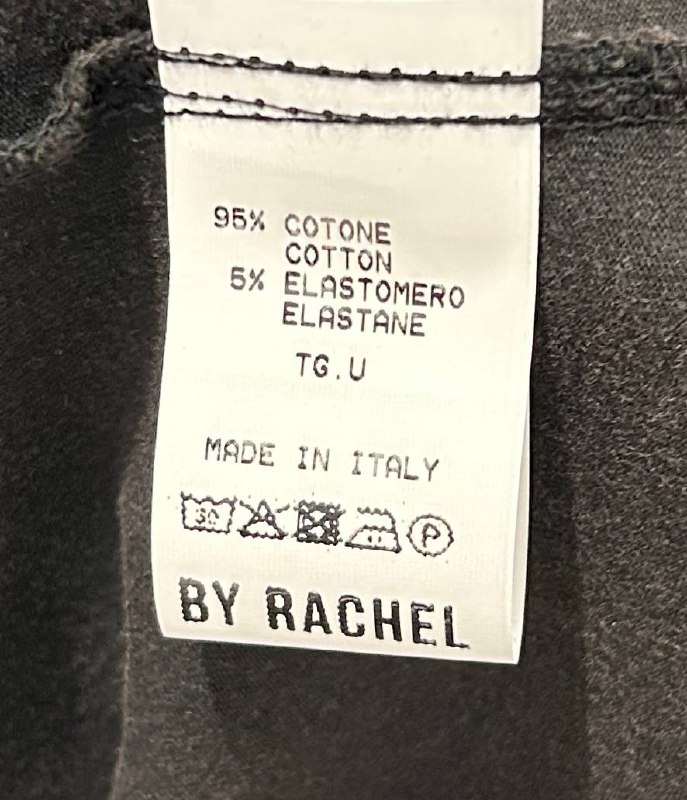 95% COTONE
COTTON
5% ELASTOMERO
ELASTANE
TG.U
MADE IN ITALY
30 P
BY RACHEL